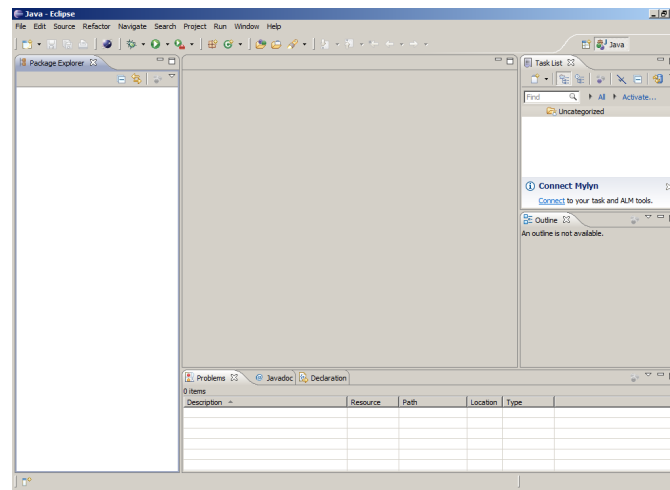 Java - Eclipse
File Edit Source Refactor Navigate Search Project Run Window Help
Java
Package Explorer
Task List
Find
All
Activate...
Uncategorized
Connect Mylyn
Connect to your task and ALM tools.
Outline
An outline is not available.
Problems
@ Javadoc
Declaration
0 items
Description Resource Path Location Type